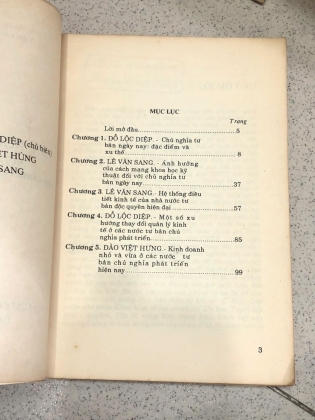 DIỆP (chủ biên)
IỆT HÙNG
SANG
MỤC LỤC
Trang
Lời mở đầu. 5
Chương 1. ĐỖ LỘC DIỆP.- Chủ nghĩa tư
bản ngày nay: đặc điểm và
xu thế. 8
Chương 2. LÊ VĂN SANG.- Ảnh hưởng
của cách mạng khoa học kỹ
thuật đối với chủ nghĩa tư
bản ngày nay. 37
Chương 3. LÊ VĂN SANG.- Hệ thống điều
tiết kinh tế của nhà nước tư
bản độc quyền hiện đại. 57
Chương 4. ĐỖ LỘC DIỆP.- Một số xu
hướng thay đổi quản lý kinh
tế ở các nước tư bản chủ
nghĩa phát triển. 85
Chương 5. ĐÀO VIỆT HƯNG.- Kinh doanh
nhỏ và vừa ở các nước tư
bản chủ nghĩa phát triển
hiện nay 99
3